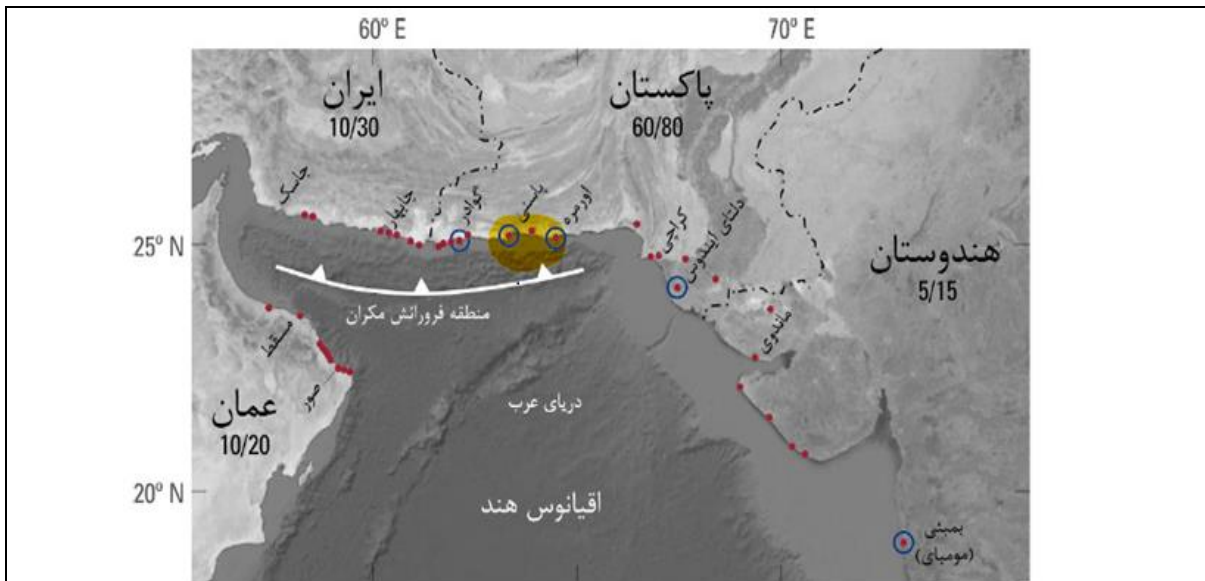 60° E
70° E
ایران
10/30
پاکستان
60/80
جاسک
چابهار
گوادر
پاسنی
اورمره
کراچی
دلتای ایندوس
25° N
هندوستان
5/15
منطقه فرورانش مکران
ماندوی
مسقط
صور
عمان
10/20
دریای عرب
20° N
اقیانوس هند
بمبئی
(مومبای)